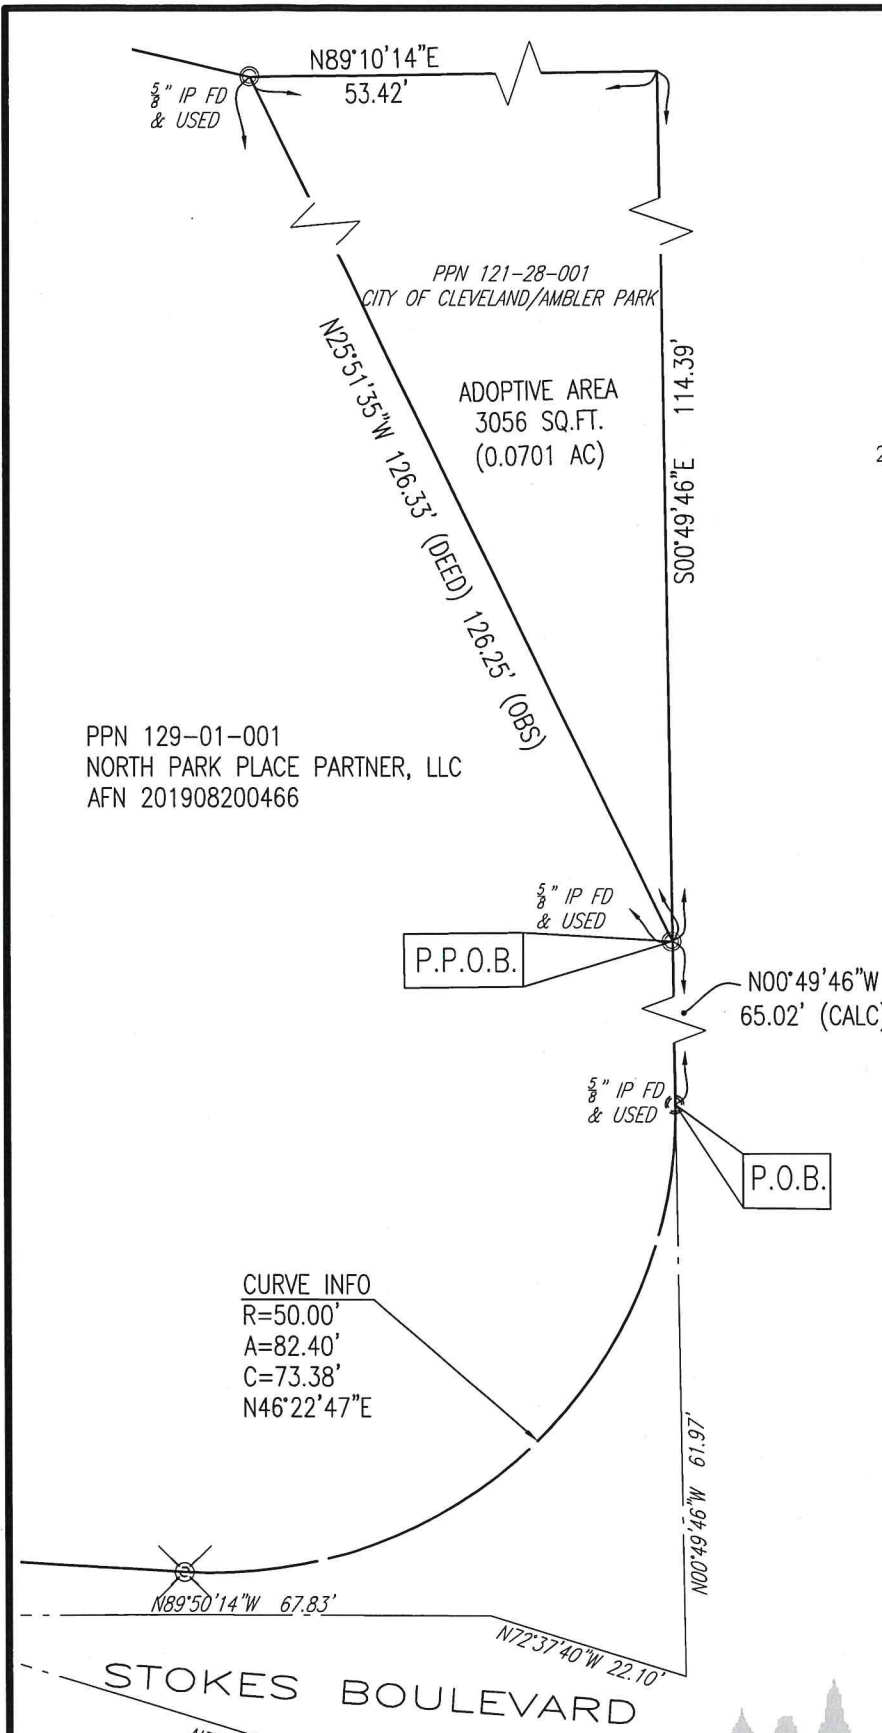 N89°10'14"E
53.42'
5/8" IP FD
& USED
PPN 121-28-001
CITY OF CLEVELAND/AMBLER PARK
N25°51'35"W 126.33' (DEED) 126.25' (OBS)
ADOPTIVE AREA
3056 SQ.FT.
(0.0701 AC)
S00°49'46"E 114.39'
2
PPN 129-01-001
NORTH PARK PLACE PARTNER, LLC
AFN 201908200466
5/8" IP FD
& USED
P.P.O.B.
N00°49'46"W
65.02' (CALC)
5/8" IP FD
& USED
P.O.B.
CURVE INFO
R=50.00'
A=82.40'
C=73.38'
N46°22'47"E
N00°49'46"W 61.97'
N89°50'14"W 67.83'
N72°37'40"W 22.10'
STOKES BOULEVARD